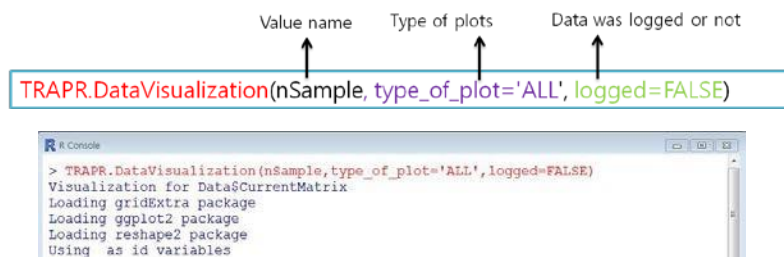 Value name Type of plots Data was logged or not
TRAPR.DataVisualization(nSample, type_of_plot='ALL', logged=FALSE)
R Console
> TRAPR.DataVisualization(nSample,type_of_plot='ALL',logged=FALSE)
Visualization for Data$CurrentMatrix
Loading gridExtra package
Loading ggplot2 package
Loading reshape2 package
Using  as id variables